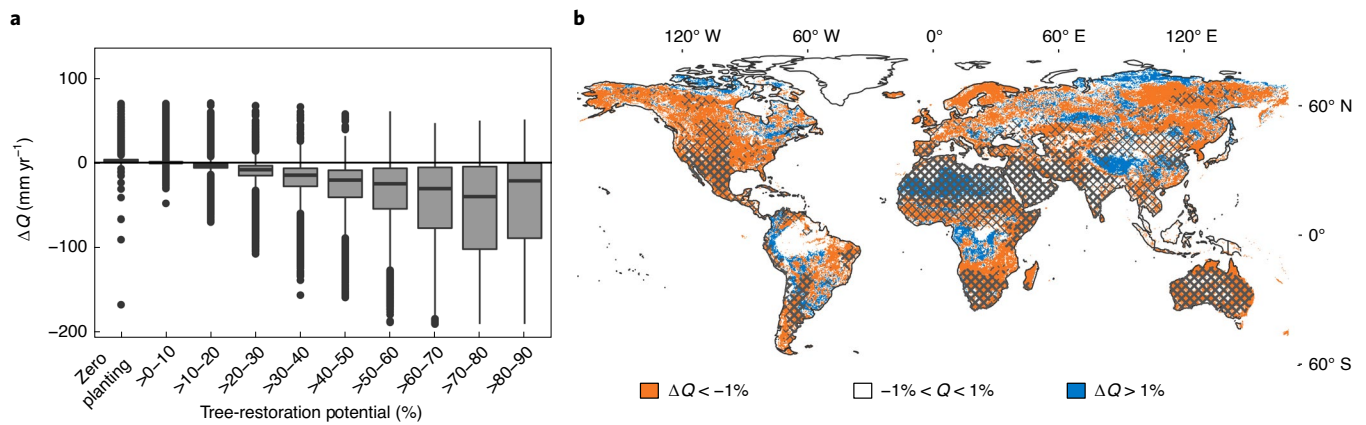 a
100
0
−100
−200
ΔQ (mm yr⁻¹)
Zero planting
>0–10
>10–20
>20–30
>30–40
>40–50
>50–60
>60–70
>70–80
>80–90
Tree-restoration potential (%)
b
120° W 60° W 0° 60° E 120° E
60° N
0°
60° S
ΔQ < −1% −1% < Q < 1% ΔQ > 1%